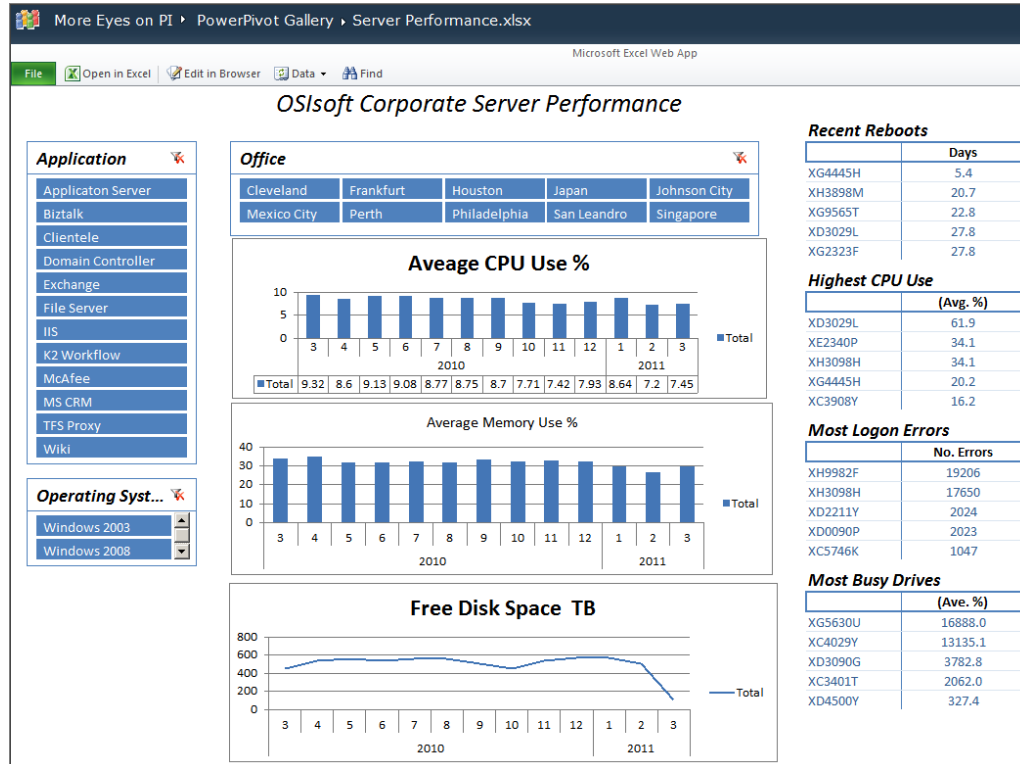 More Eyes on PI ▸ PowerPivot Gallery ▸ Server Performance.xlsx
Microsoft Excel Web App
File Open in Excel Edit in Browser Data Find
OSIsoft Corporate Server Performance
Application
Applicaton Server
Biztalk
Clientele
Domain Controller
Exchange
File Server
IIS
K2 Workflow
McAfee
MS CRM
TFS Proxy
Wiki
Operating Syst...
Windows 2003
Windows 2008
Office
Cleveland Frankfurt Houston Japan Johnson City
Mexico City Perth Philadelphia San Leandro Singapore
Aveage CPU Use %
10
5
0
3 4 5 6 7 8 9 10 11 12 1 2 3
2010 2011
Total 9.32 8.6 9.13 9.08 8.77 8.75 8.7 7.71 7.42 7.93 8.64 7.2 7.45
Total
Average Memory Use %
40
30
20
10
0
3 4 5 6 7 8 9 10 11 12 1 2 3
2010 2011
Total
Free Disk Space TB
800
600
400
200
0
3 4 5 6 7 8 9 10 11 12 1 2 3
2010 2011
Total
Recent Reboots
Days
XG4445H 5.4
XH3898M 20.7
XG9565T 22.8
XD3029L 27.8
XG2323F 27.8
Highest CPU Use
(Avg. %)
XD3029L 61.9
XE2340P 34.1
XH3098H 34.1
XG4445H 20.2
XC3908Y 16.2
Most Logon Errors
No. Errors
XH9982F 19206
XH3098H 17650
XD2211Y 2024
XD0090P 2023
XC5746K 1047
Most Busy Drives
(Ave. %)
XG5630U 16888.0
XC4029Y 13135.1
XD3090G 3782.8
XC3401T 2062.0
XD4500Y 327.4